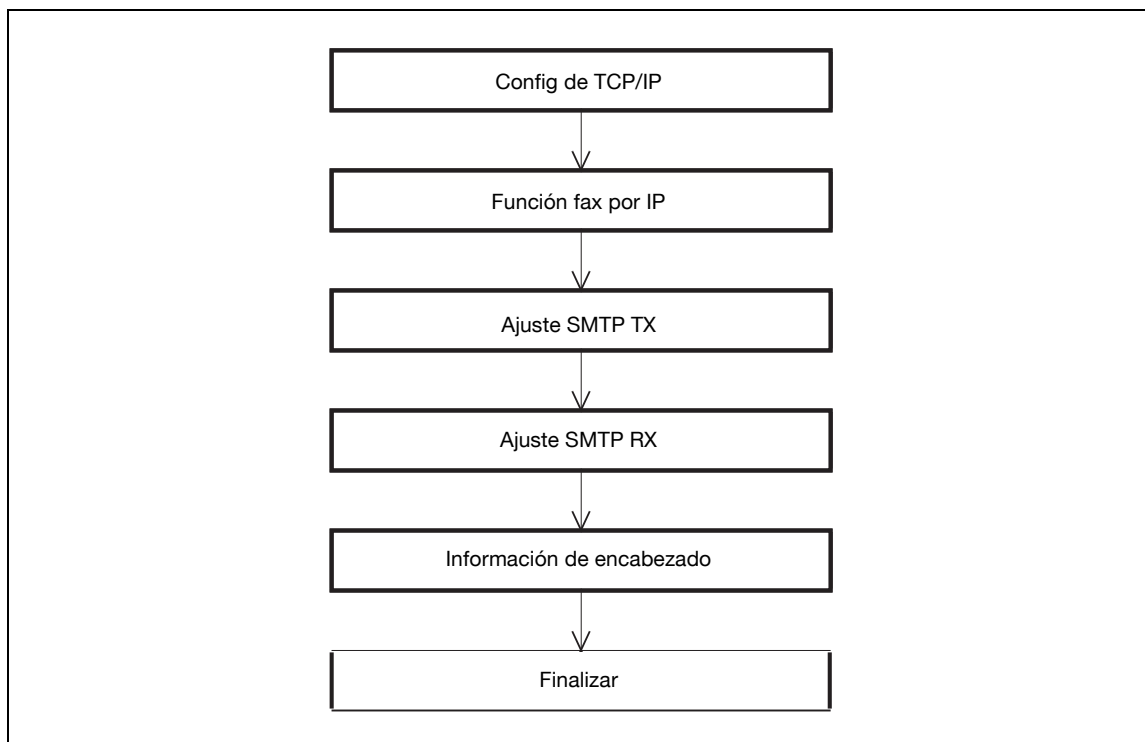 Config de TCP/IP
Función fax por IP
Ajuste SMTP TX
Ajuste SMTP RX
Información de encabezado
Finalizar